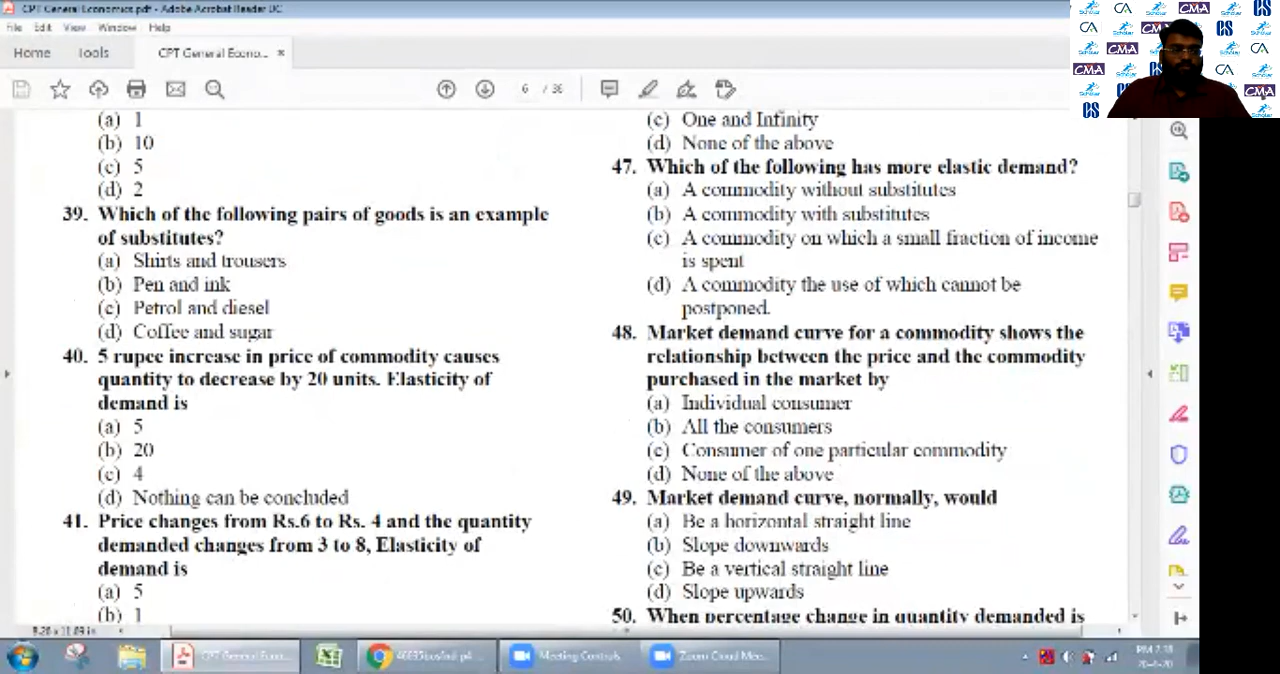 CPT General Economics.pdf - Adobe Acrobat Reader DC
File Edit View Window Help
Home Tools CPT General Econo... ×
6 / 36
(a) 1
(b) 10
(c) 5
(d) 2
39. Which of the following pairs of goods is an example
of substitutes?
(a) Shirts and trousers
(b) Pen and ink
(c) Petrol and diesel
(d) Coffee and sugar
40. 5 rupee increase in price of commodity causes
quantity to decrease by 20 units. Elasticity of
demand is
(a) 5
(b) 20
(c) 4
(d) Nothing can be concluded
41. Price changes from Rs.6 to Rs. 4 and the quantity
demanded changes from 3 to 8, Elasticity of
demand is
(a) 5
(b) 1
(c) One and Infinity
(d) None of the above
47. Which of the following has more elastic demand?
(a) A commodity without substitutes
(b) A commodity with substitutes
(c) A commodity on which a small fraction of income
is spent
(d) A commodity the use of which cannot be
postponed.
48. Market demand curve for a commodity shows the
relationship between the price and the commodity
purchased in the market by
(a) Individual consumer
(b) All the consumers
(c) Consumer of one particular commodity
(d) None of the above
49. Market demand curve, normally, would
(a) Be a horizontal straight line
(b) Slope downwards
(c) Be a vertical straight line
(d) Slope upwards
50. When percentage change in quantity demanded is
CPT General Econ...
Meeting Controls
Zoom Cloud Mee...
Scholar CA CMA CS